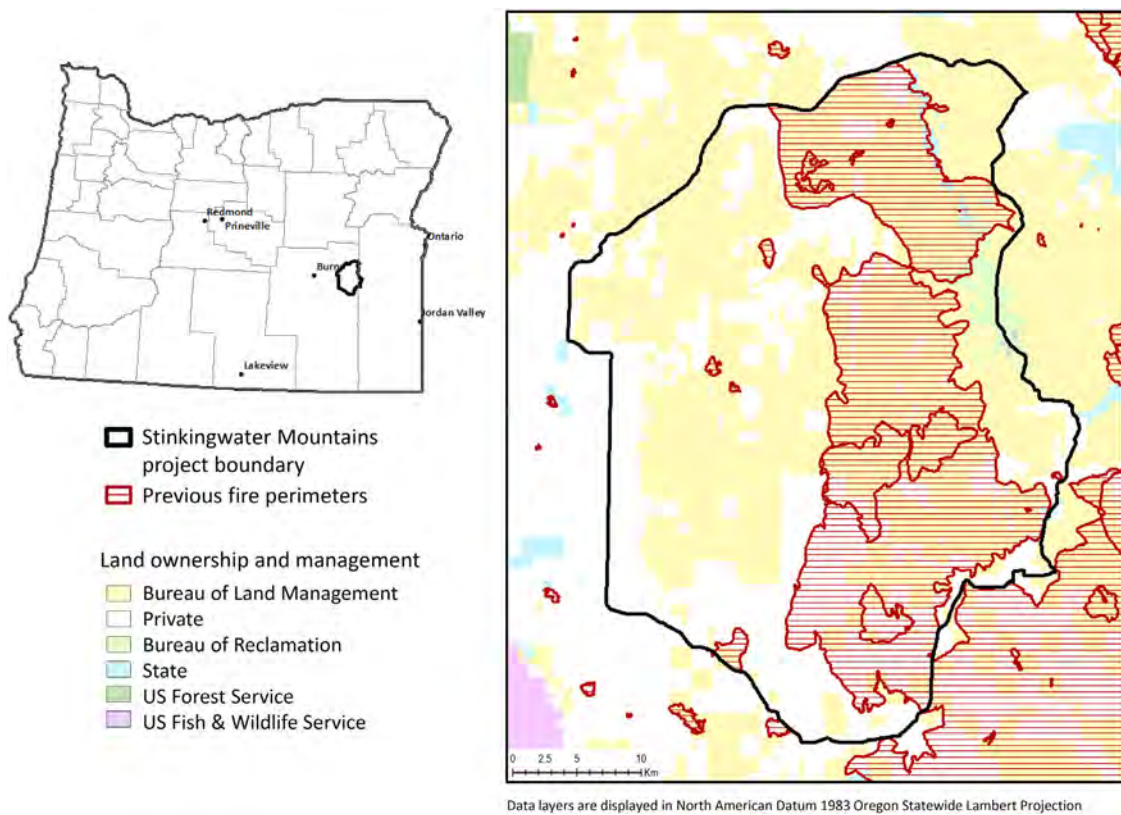 Redmond
Prineville
Ontario
Jordan Valley
Lakeview
Stinkingwater Mountains
project boundary
Previous fire perimeters
Land ownership and management
Bureau of Land Management
Private
Bureau of Reclamation
State
US Forest Service
US Fish & Wildlife Service
0 2.5 5 10
Km
Data layers are displayed in North American Datum 1983 Oregon Statewide Lambert Projection